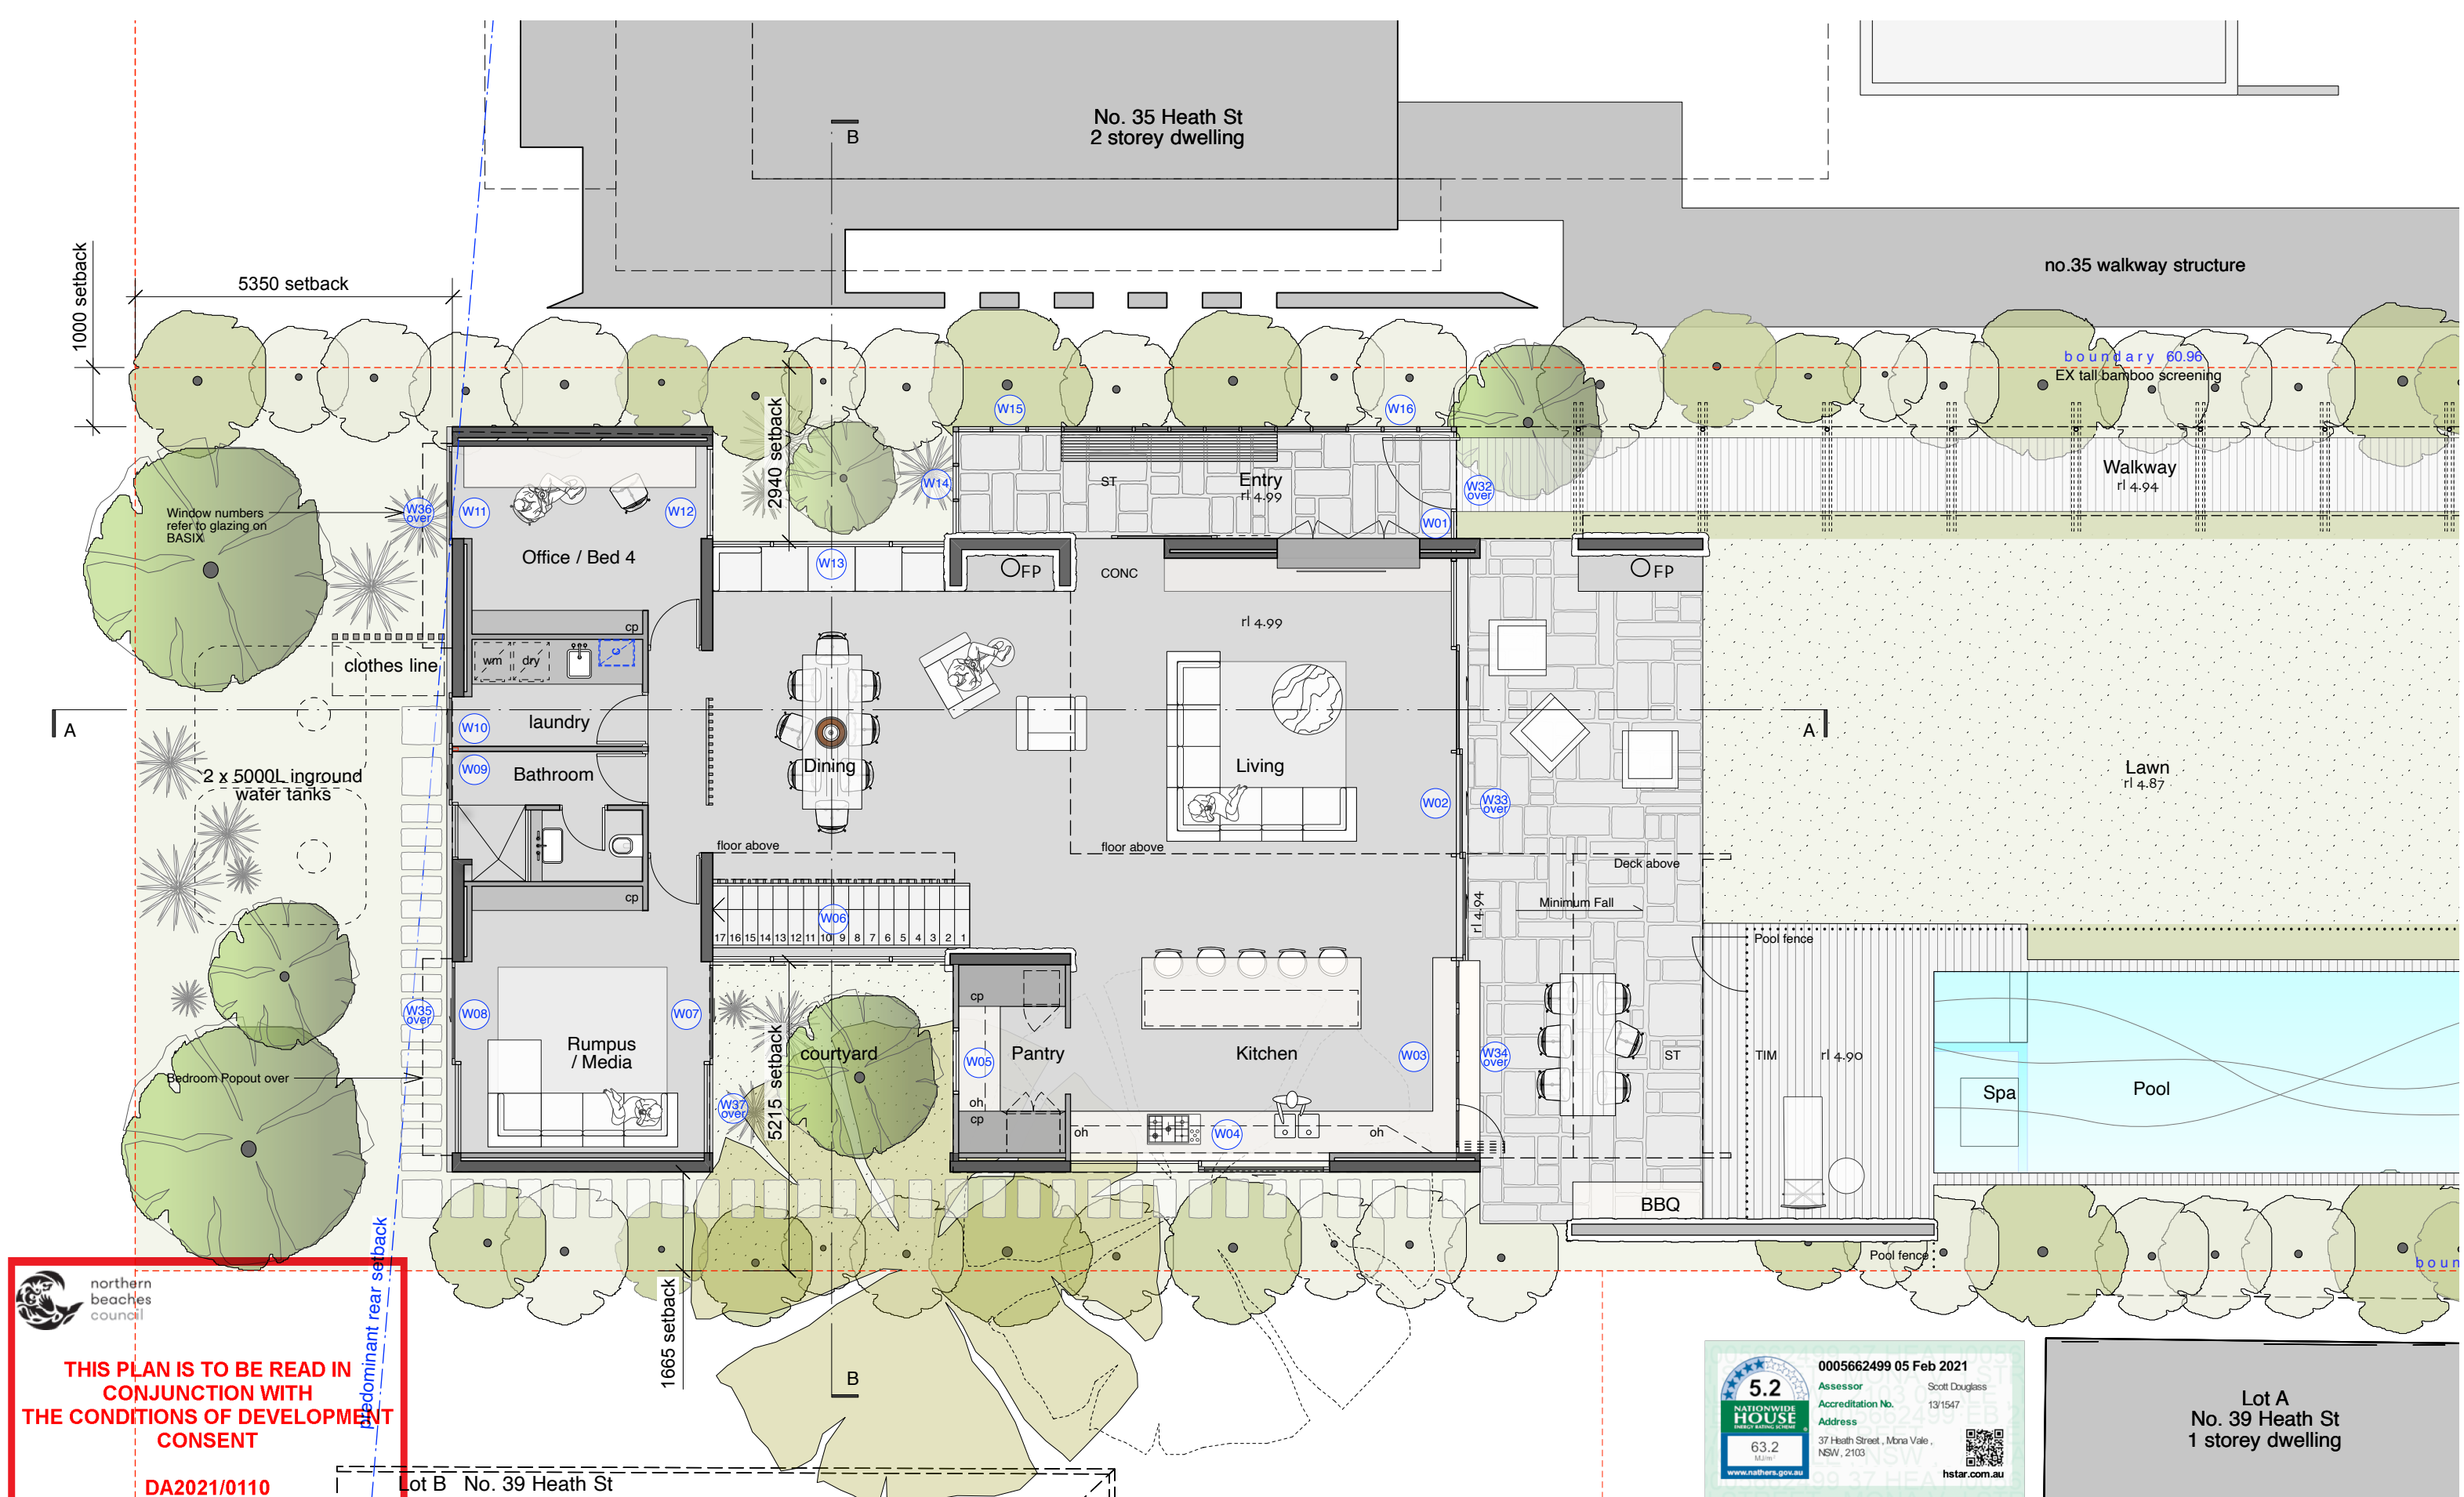 B
No. 35 Heath St
2 storey dwelling
no.35 walkway structure
1000 setback
5350 setback
boundary 60.96
EX tall bamboo screening
W15
W16
2940 setback
W14
ST
Entry
rl 4.99
W32
over
Walkway
rl 4.94
Window numbers
refer to glazing on
BASIX
W36
over
W11
W12
W01
Office / Bed 4
W13
FP
CONC
FP
cp
rl 4.99
wm
dry
c
clothes line
A
W10
laundry
A
W09
Bathroom
Dining
Living
Lawn
rl 4.87
2 x 5000L inground
water tanks
W02
W33
over
floor above
floor above
Deck above
cp
Minimum Fall
rl 4.94
W06
17 16 15 14 13 12 11 10 9 8 7 6 5 4 3 2 1
Pool fence
cp
W35
over
W08
W07
Rumpus
/ Media
courtyard
W05
Pantry
Kitchen
W03
W34
over
ST
TIM
rl 4.90
Bedroom Popout over
Spa
Pool
W37
over
5215 setback
oh
cp
oh
W04
oh
BBQ
Pool fence
boun
predominant rear setback
1665 setback
B
northern
beaches
council
THIS PLAN IS TO BE READ IN
CONJUNCTION WITH
THE CONDITIONS OF DEVELOPMENT
CONSENT
DA2021/0110
Lot B No. 39 Heath St
5.2
NATIONWIDE
HOUSE
ENERGY RATING SCHEME
63.2
MJ/m²
www.nathers.gov.au
0005662499 05 Feb 2021
Assessor Scott Douglass
Accreditation No. 13/1547
Address
37 Heath Street , Mona Vale ,
NSW , 2103
hstar.com.au
Lot A
No. 39 Heath St
1 storey dwelling